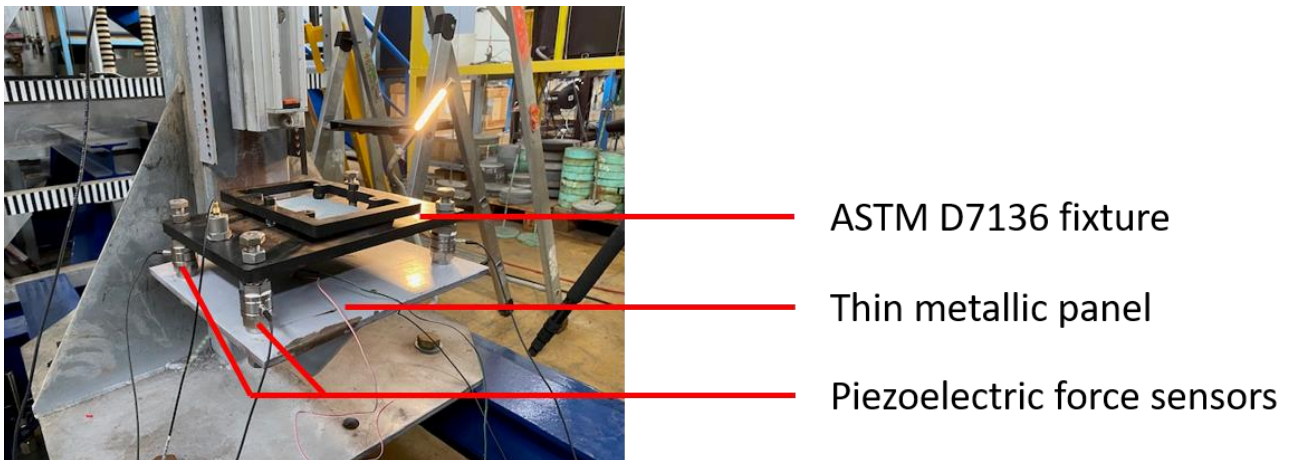 ASTM D7136 fixture
Thin metallic panel
Piezoelectric force sensors